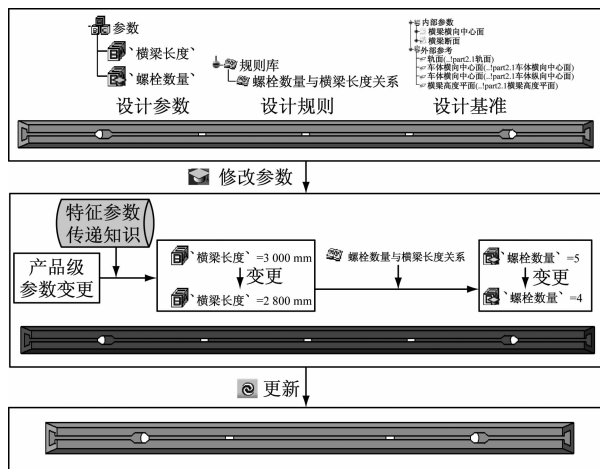 参数
`横梁长度`
`螺栓数量`
设计参数
规则库
螺栓数量与横梁长度关系
设计规则
内部参数
横梁横向中心面
横梁断面
外部参考
轨面(..!part2.1轨面)
车体横向中心面(..!part2.1车体横向中心面)
车体横向中心面(..!part2.1车体纵向中心面)
横梁高度平面(..!part2.1横梁高度平面)
设计基准
修改参数
特征参数
传递知识
产品级
参数变更
`横梁长度`=3 000 mm
变更
`横梁长度`=2 800 mm
螺栓数量与横梁长度关系
`螺栓数量`=5
变更
`螺栓数量`=4
更新